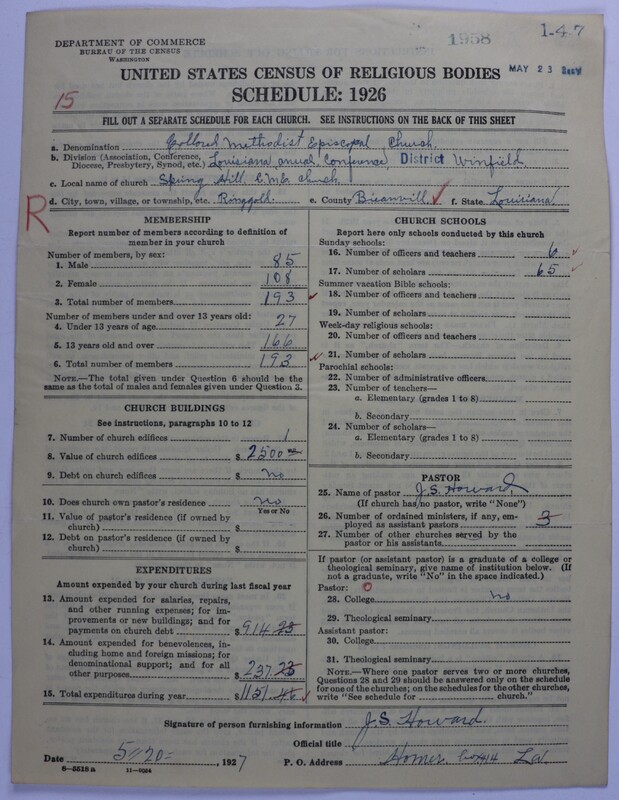 1958
1-47
DEPARTMENT OF COMMERCE
BUREAU OF THE CENSUS
WASHINGTON
MAY 23
UNITED STATES CENSUS OF RELIGIOUS BODIES
SCHEDULE: 1926
15
FILL OUT A SEPARATE SCHEDULE FOR EACH CHURCH. SEE INSTRUCTIONS ON THE BACK OF THIS SHEET
a. Denomination Collored Methodist Episcopal Church
b. Division (Association, Conference, Diocese, Presbytery, Synod, etc.) Louisiana anual Conference District Winfield
c. Local name of church Spring Hill C.M.E. church
R
d. City, town, village, or township, etc. Ringgold e. County Bieanvill ✓ f. State Louisiana
MEMBERSHIP
Report number of members according to definition of
member in your church
Number of members, by sex:
1. Male 85
2. Female 108
3. Total number of members 193 ✓
Number of members under and over 13 years old:
4. Under 13 years of age 27
5. 13 years old and over 166
6. Total number of members 193 ✓
NOTE.—The total given under Question 6 should be the
same as the total of males and females given under Question 3.
CHURCH BUILDINGS
See instructions, paragraphs 10 to 12
7. Number of church edifices 1
8. Value of church edifices $ 2500
9. Debt on church edifices $ no
10. Does church own pastor's residence no
Yes or No
11. Value of pastor's residence (if owned by
church) $
12. Debt on pastor's residence (if owned by
church) $
EXPENDITURES
Amount expended by your church during last fiscal year
13. Amount expended for salaries, repairs,
and other running expenses; for im-
provements or new buildings; and for
payments on church debt $ 914.23
14. Amount expended for benevolences, in-
cluding home and foreign missions; for
denominational support; and for all
other purposes 237.23
15. Total expenditures during year $ 1151.46 ✓
CHURCH SCHOOLS
Report here only schools conducted by this church
Sunday schools:
16. Number of officers and teachers 6 ✓
17. Number of scholars 65 ✓
Summer vacation Bible schools:
18. Number of officers and teachers
19. Number of scholars
Week-day religious schools:
20. Number of officers and teachers
21. Number of scholars
Parochial schools:
22. Number of administrative officers
23. Number of teachers—
a. Elementary (grades 1 to 8)
b. Secondary
24. Number of scholars—
a. Elementary (grades 1 to 8)
b. Secondary
PASTOR
25. Name of pastor J. S. Howard
(If church has no pastor, write "None")
26. Number of ordained ministers, if any, em-
ployed as assistant pastors 3
27. Number of other churches served by the
pastor or his assistants
If pastor (or assistant pastor) is a graduate of a college or
theological seminary, give name of institution below. (If
not a graduate, write "No" in the space indicated.)
Pastor: 0
28. College no
29. Theological seminary
Assistant pastor:
30. College
31. Theological seminary
NOTE.—Where one pastor serves two or more churches,
Questions 28 and 29 should be answered only on the schedule
for one of the churches; on the schedules for the other churches,
write "See schedule for church."
Signature of person furnishing information J. S. Howard.
Official title
Date 5-20- , 1927 P. O. Address Homer La
6-5518 a 11-9094